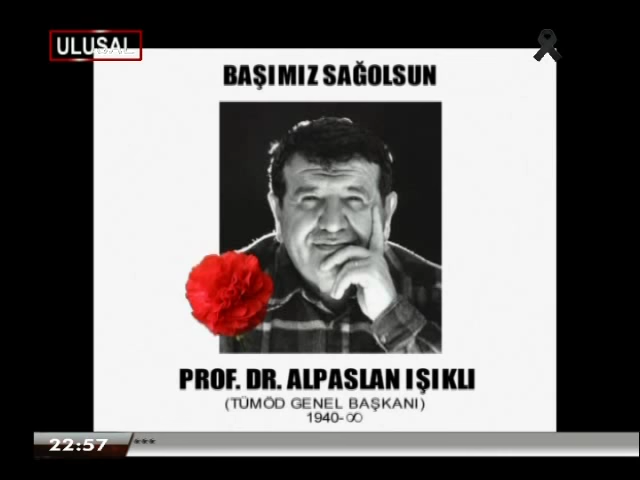 ULUSAL
BAŞIMIZ SAĞOLSUN
PROF. DR. ALPASLAN IŞIKLI
(TÜMÖD GENEL BAŞKANI)
1940-∞
22:57 ***